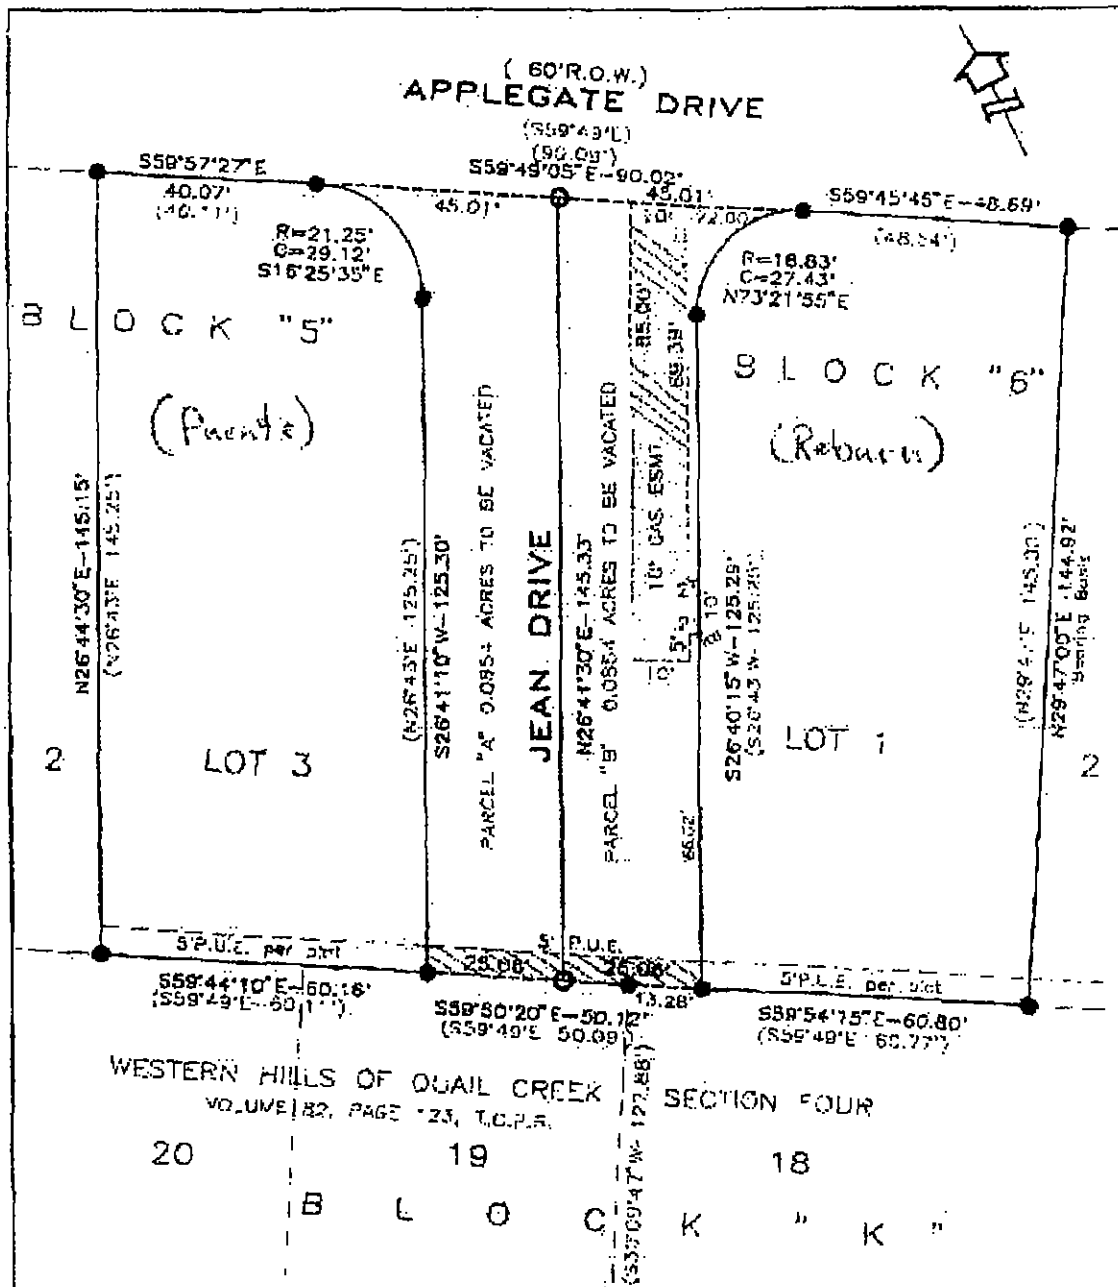 ( 60'R.O.W.)
APPLEGATE DRIVE
(S59°49'E)
(90.09')
S59°49'05"E-90.02'
S59°57'27"E
40.07'
45.01'
45.01'
22.00
S59°45'45"E-48.69'
(48.54')
R=21.25'
C=29.12'
S16°25'35"E
R=18.83'
C=27.43'
N73°21'55"E
BLOCK "5"
BLOCK "6"
(Puente)
(Reburn)
N26°44'30"E-145.15'
(N26°43'E 145.25')
(N26°43'E 125.25')
S26°41'10"W-125.30'
PARCEL "A" 0.0854 ACRES TO BE VACATED
JEAN DRIVE
N26°41'30"E-145.33'
PARCEL "B" 0.0854 ACRES TO BE VACATED
10' GAS ESMT.
85.00'
10'
10'
S26°40'15"W-125.29'
N29°47'00"E-144.92'
Bearing Basis
2
LOT 3
LOT 1
2
5'P.U.E. per plat
5' P.U.E.
5'P.U.E. per plat
25.06'
25.06'
13.28'
S59°44'10"E-60.16'
S59°50'20"E-50.12'
(S59°49'E 50.09')
S59°54'15"E-60.80'
(S59°49'E 60.77')
WESTERN HILLS OF QUAIL CREEK SECTION FOUR
20
19
18
BLOCK "K"